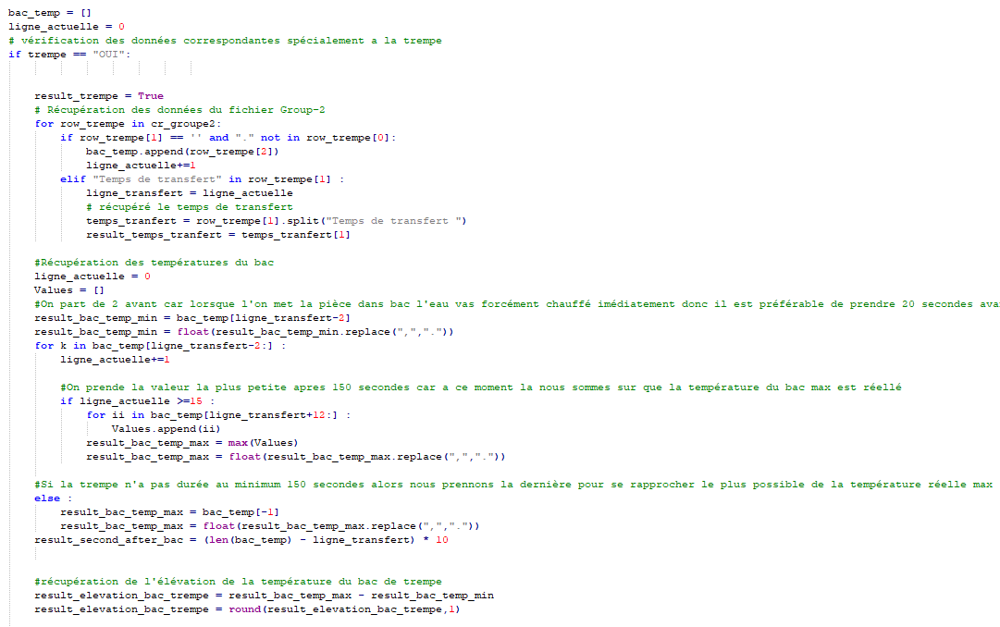 bac_temp = []
ligne_actuelle = 0
# vérification des données correspondantes spécialement a la trempe
if trempe == "OUI":
result_trempe = True
# Récupération des données du fichier Group-2
for row_trempe in cr_groupe2:
if row_trempe[1] == '' and "." not in row_trempe[0]:
bac_temp.append(row_trempe[2])
ligne_actuelle+=1
elif "Temps de transfert" in row_trempe[1] :
ligne_transfert = ligne_actuelle
# récupéré le temps de transfert
temps_tranfert = row_trempe[1].split("Temps de transfert ")
result_temps_tranfert = temps_tranfert[1]
#Récupération des températures du bac
ligne_actuelle = 0
Values = []
#On part de 2 avant car lorsque l'on met la pièce dans bac l'eau vas forcément chauffé imédiatement donc il est préférable de prendre 20 secondes ava
result_bac_temp_min = bac_temp[ligne_transfert-2]
result_bac_temp_min = float(result_bac_temp_min.replace(",","."))
for k in bac_temp[ligne_transfert-2:] :
ligne_actuelle+=1
#On prende la valeur la plus petite apres 150 secondes car a ce moment la nous sommes sur que la température du bac max est réellé
if ligne_actuelle >=15 :
for ii in bac_temp[ligne_transfert+12:] :
Values.append(ii)
result_bac_temp_max = max(Values)
result_bac_temp_max = float(result_bac_temp_max.replace(",","."))
#Si la trempe n'a pas durée au minimum 150 secondes alors nous prennons la dernière pour se rapprocher le plus possible de la température réelle max
else :
result_bac_temp_max = bac_temp[-1]
result_bac_temp_max = float(result_bac_temp_max.replace(",","."))
result_second_after_bac = (len(bac_temp) - ligne_transfert) * 10
#récupération de l'élévation de la température du bac de trempe
result_elevation_bac_trempe = result_bac_temp_max - result_bac_temp_min
result_elevation_bac_trempe = round(result_elevation_bac_trempe,1)